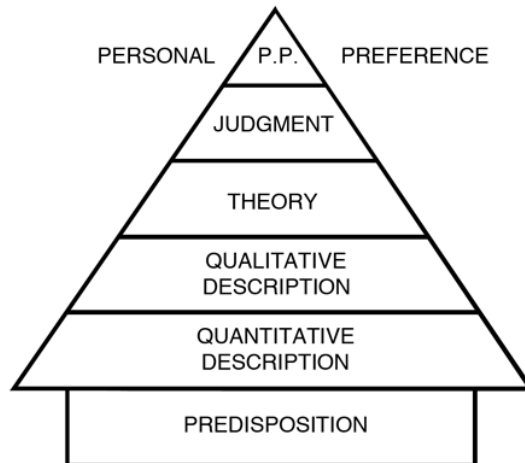 PERSONAL P.P. PREFERENCE
JUDGMENT
THEORY
QUALITATIVE
DESCRIPTION
QUANTITATIVE
DESCRIPTION
PREDISPOSITION